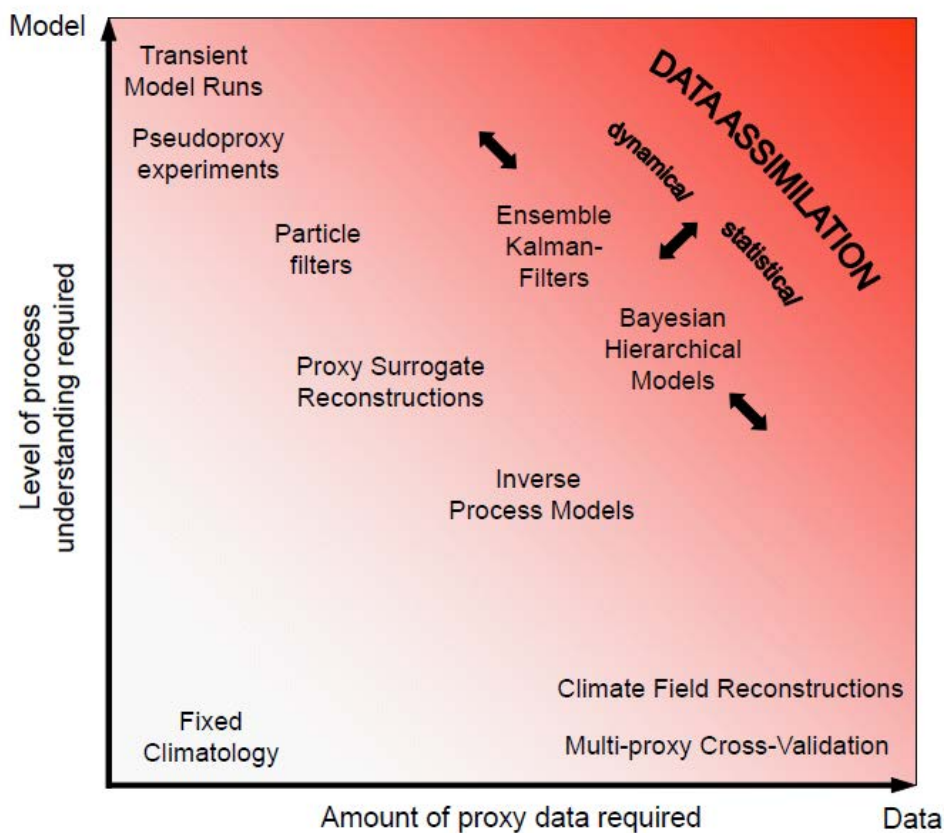 Model
Transient
Model Runs
Pseudoproxy
experiments
DATA ASSIMILATION
dynamical
statistical
Ensemble
Kalman-
Filters
Particle
filters
Bayesian
Hierarchical
Models
Proxy Surrogate
Reconstructions
Inverse
Process Models
Level of process
understanding required
Climate Field Reconstructions
Fixed
Climatology
Multi-proxy Cross-Validation
Amount of proxy data required
Data